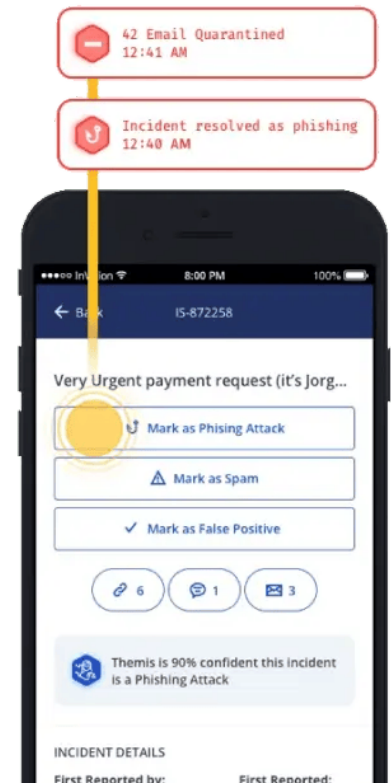 42 Email Quarantined
12:41 AM
Incident resolved as phishing
12:40 AM
8:00 PM
100%
IS-872258
Very Urgent payment request (it's Jorg...
Mark as Phising Attack
Mark as Spam
Mark as False Positive
6 1 3
Themis is 90% confident this incident
is a Phishing Attack
INCIDENT DETAILS
First Reported by: First Reported: